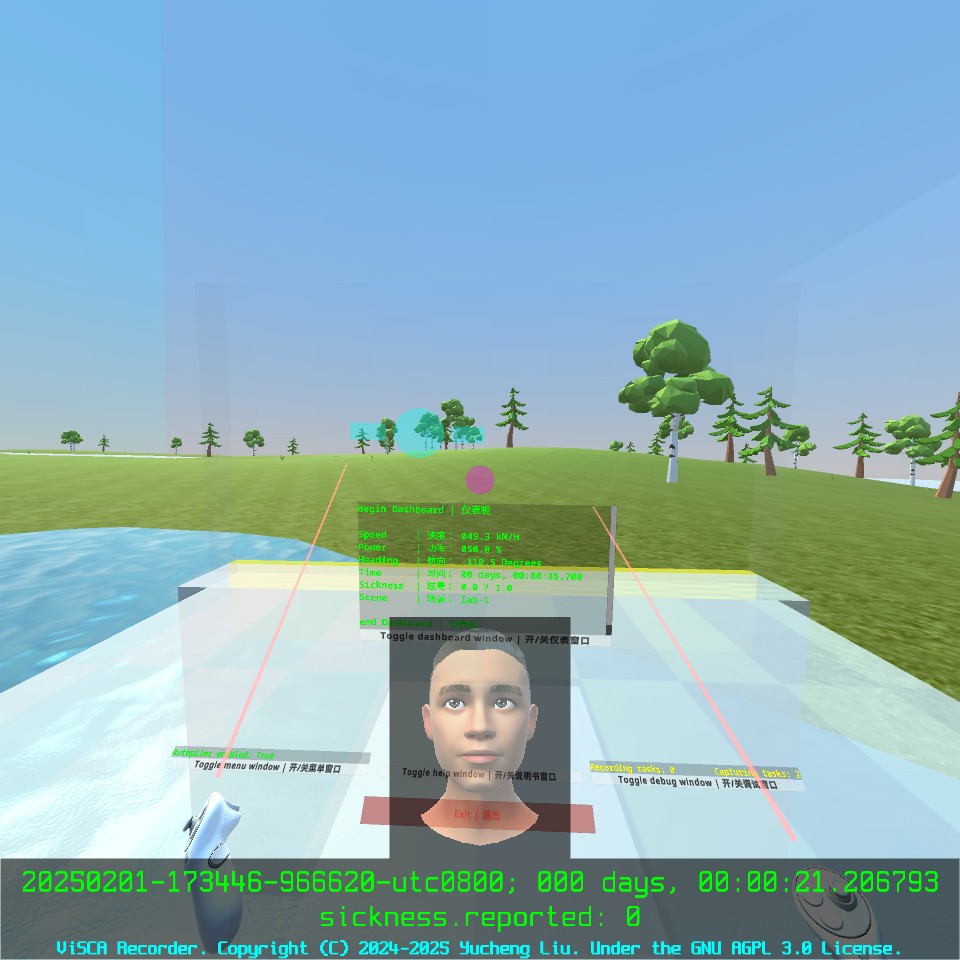 begin Dashboard | 仪表板
Speed | 速度： 049.3 kM/H
Power | 功率： 050.0 %
Heading | 航向： -118.5 Degrees
Time | 时间： 00 days, 00:00:35.700
Sickness | 眩晕： 0.0 / 1.0
Scene | 场景： lab-1
end Dashboard |
Toggle dashboard window | 开/关仪表窗口
Autopilot enabled: True
Toggle menu window | 开/关菜单窗口
Toggle help window | 开/关说明书窗口
Recording tasks: 0 Capturing tasks: 2
Toggle debug window | 开/关调试窗口
Exit | 退出
20250201-173446-966620-utc0800; 000 days, 00:00:21.206793
sickness.reported: 0
ViSCA Recorder. Copyright (C) 2024-2025 Yucheng Liu. Under the GNU AGPL 3.0 License.